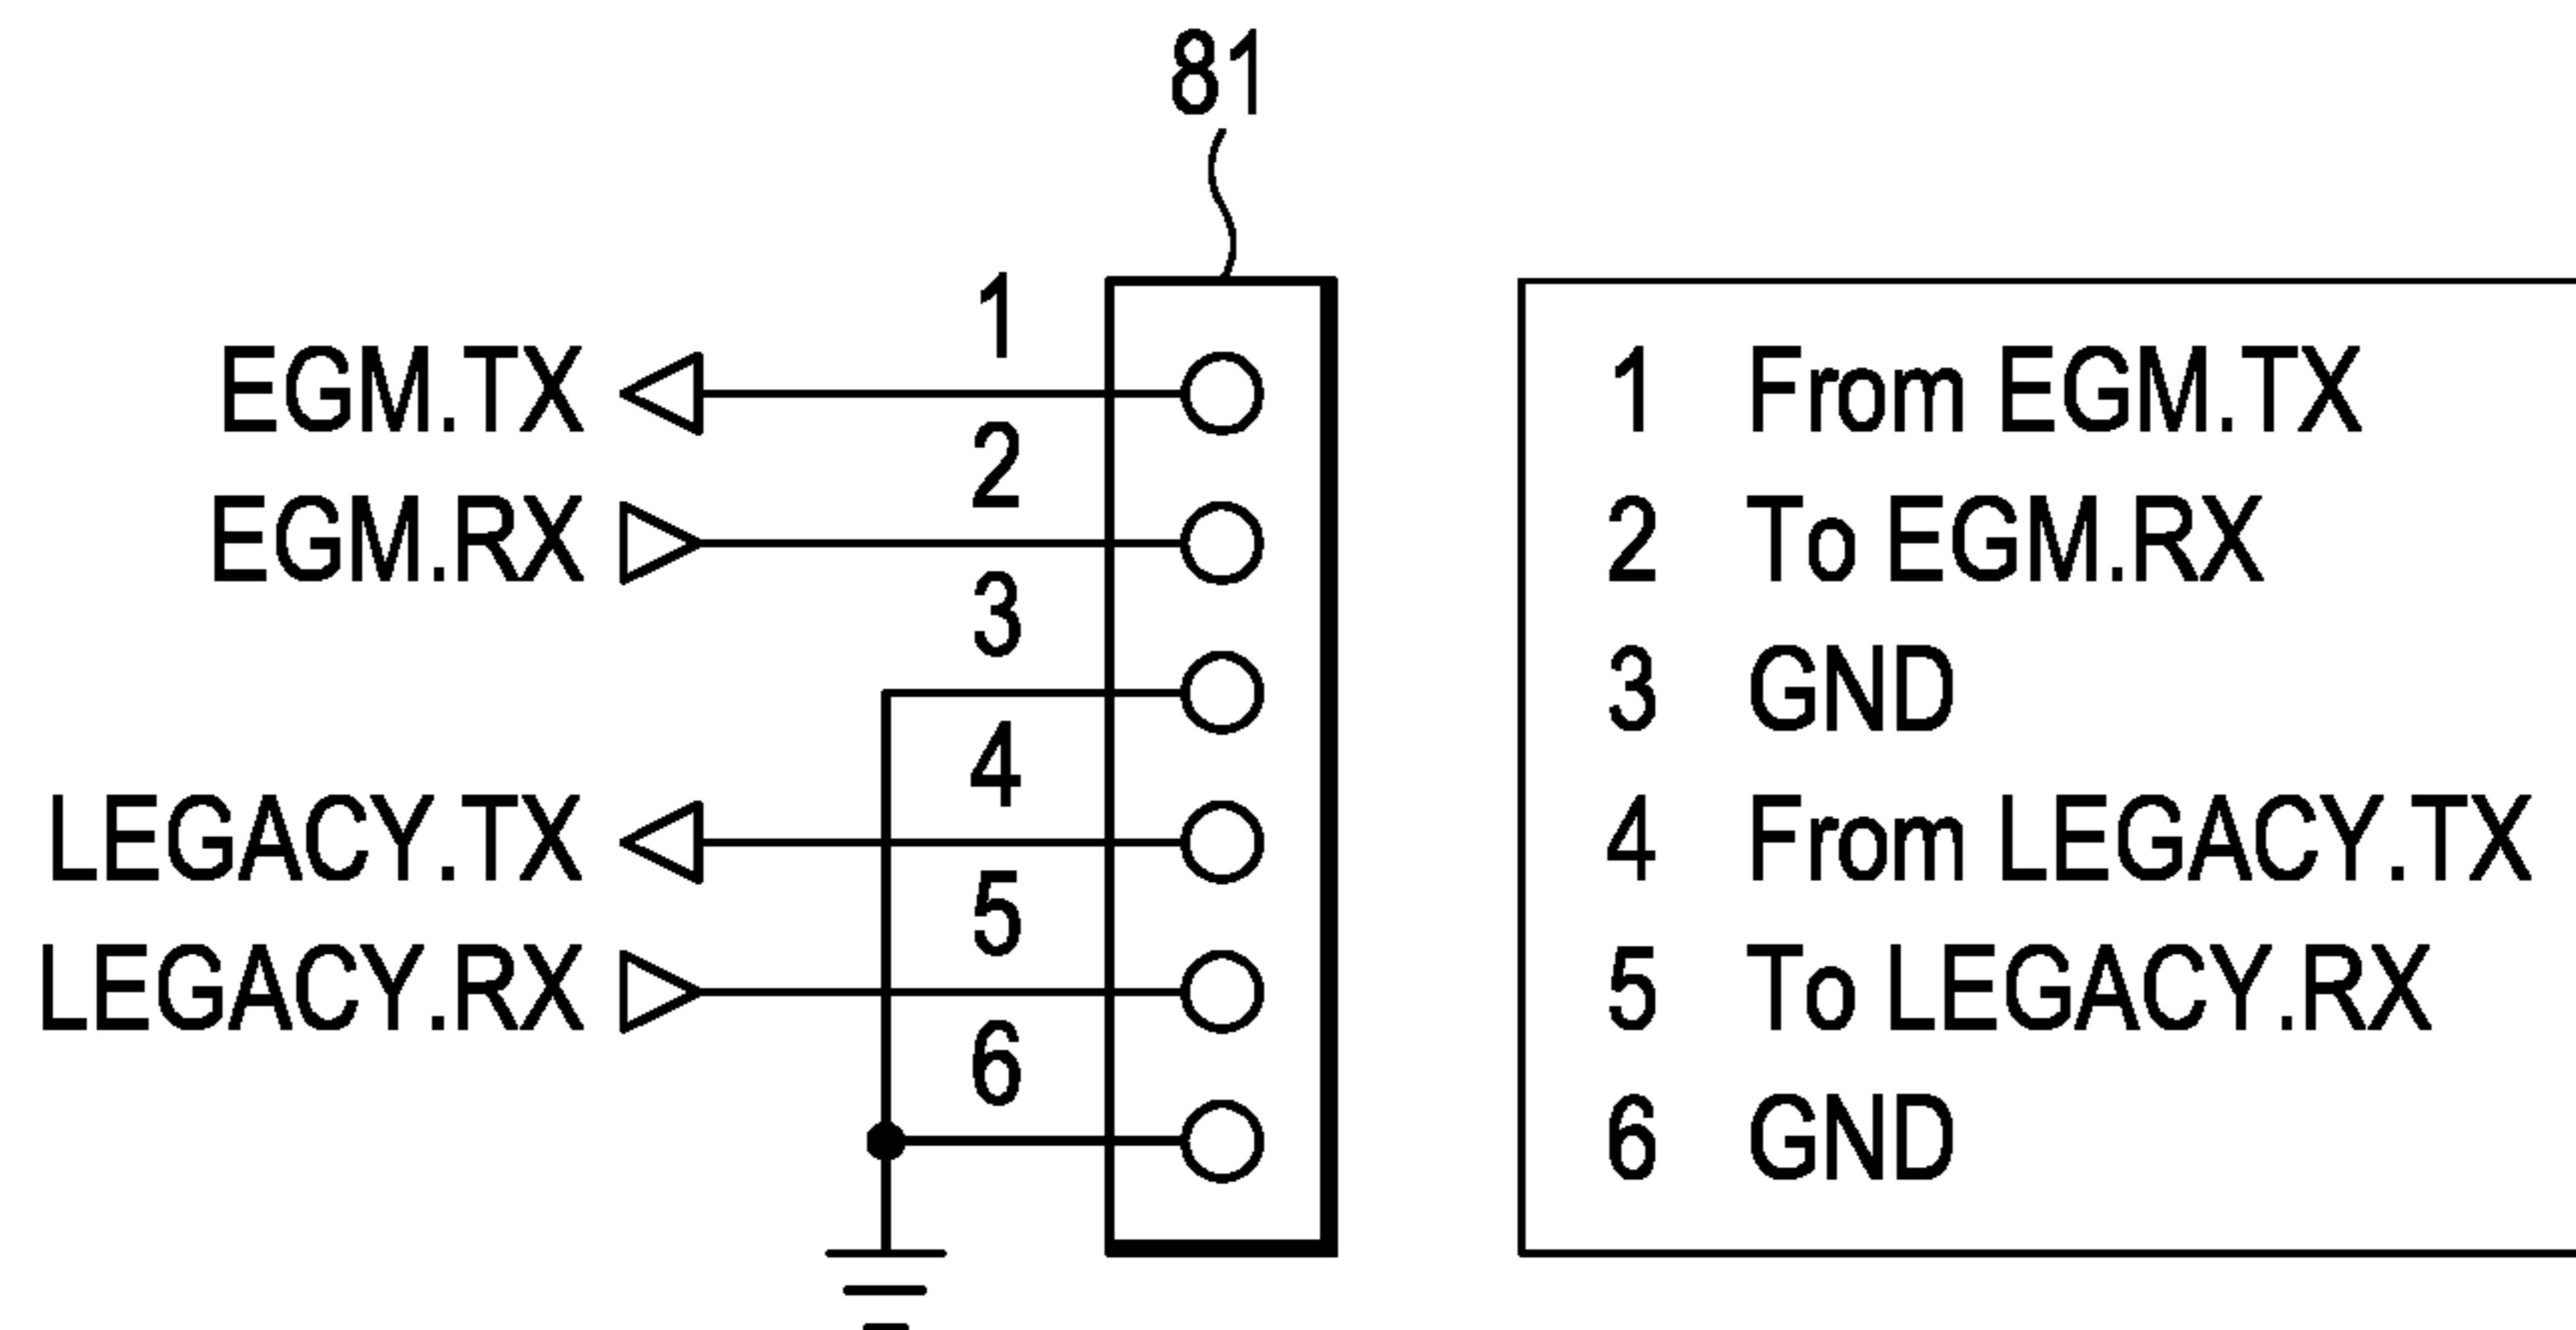 81
1
EGM.TX
2
EGM.RX
3
4
LEGACY.TX
5
LEGACY.RX
6
1 From EGM.TX
2 To EGM.RX
3 GND
4 From LEGACY.TX
5 To LEGACY.RX
6 GND